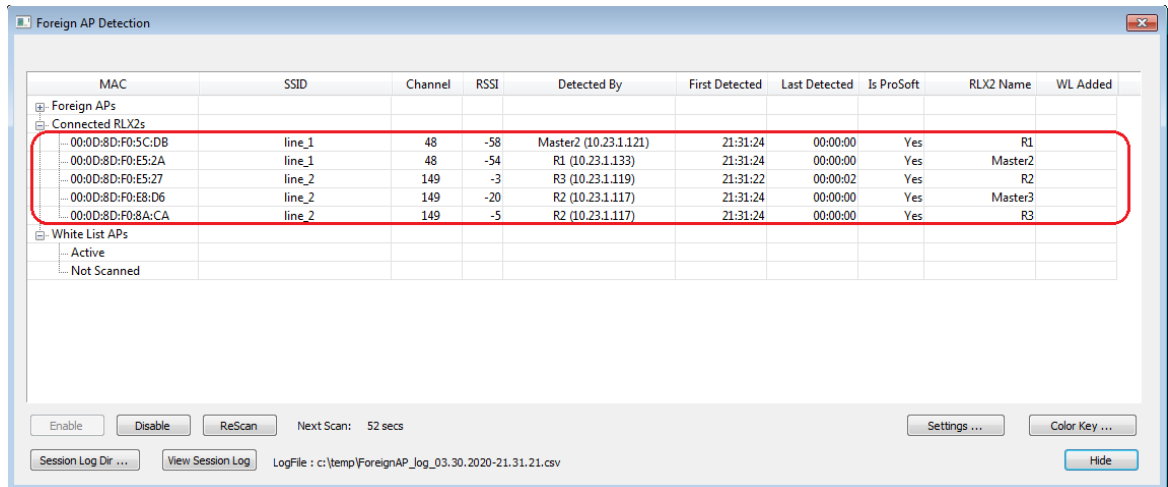 Foreign AP Detection
MAC SSID Channel RSSI Detected By First Detected Last Detected Is ProSoft RLX2 Name WL Added
Foreign APs
Connected RLX2s
00:0D:8D:F0:5C:DB line_1 48 -58 Master2 (10.23.1.121) 21:31:24 00:00:00 Yes R1
00:0D:8D:F0:E5:2A line_1 48 -54 R1 (10.23.1.133) 21:31:24 00:00:00 Yes Master2
00:0D:8D:F0:E5:27 line_2 149 -3 R3 (10.23.1.119) 21:31:22 00:00:02 Yes R2
00:0D:8D:F0:E8:D6 line_2 149 -20 R2 (10.23.1.117) 21:31:24 00:00:00 Yes Master3
00:0D:8D:F0:8A:CA line_2 149 -5 R2 (10.23.1.117) 21:31:24 00:00:00 Yes R3
White List APs
Active
Not Scanned
Enable Disable ReScan Next Scan: 52 secs Settings ... Color Key ...
Session Log Dir ... View Session Log LogFile : c:\temp\ForeignAP_log_03.30.2020-21.31.21.csv Hide